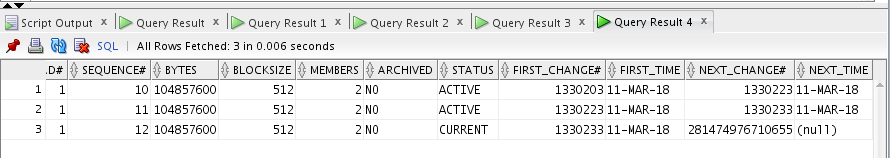 Script Output x Query Result x Query Result 1 x Query Result 2 x Query Result 3 x Query Result 4 x
SQL | All Rows Fetched: 3 in 0.006 seconds
.D# SEQUENCE# BYTES BLOCKSIZE MEMBERS ARCHIVED STATUS FIRST_CHANGE# FIRST_TIME NEXT_CHANGE# NEXT_TIME
1 1 10 104857600 512 2 NO ACTIVE 1330203 11-MAR-18 1330223 11-MAR-18
2 1 11 104857600 512 2 NO ACTIVE 1330223 11-MAR-18 1330233 11-MAR-18
3 1 12 104857600 512 2 NO CURRENT 1330233 11-MAR-18 281474976710655 (null)